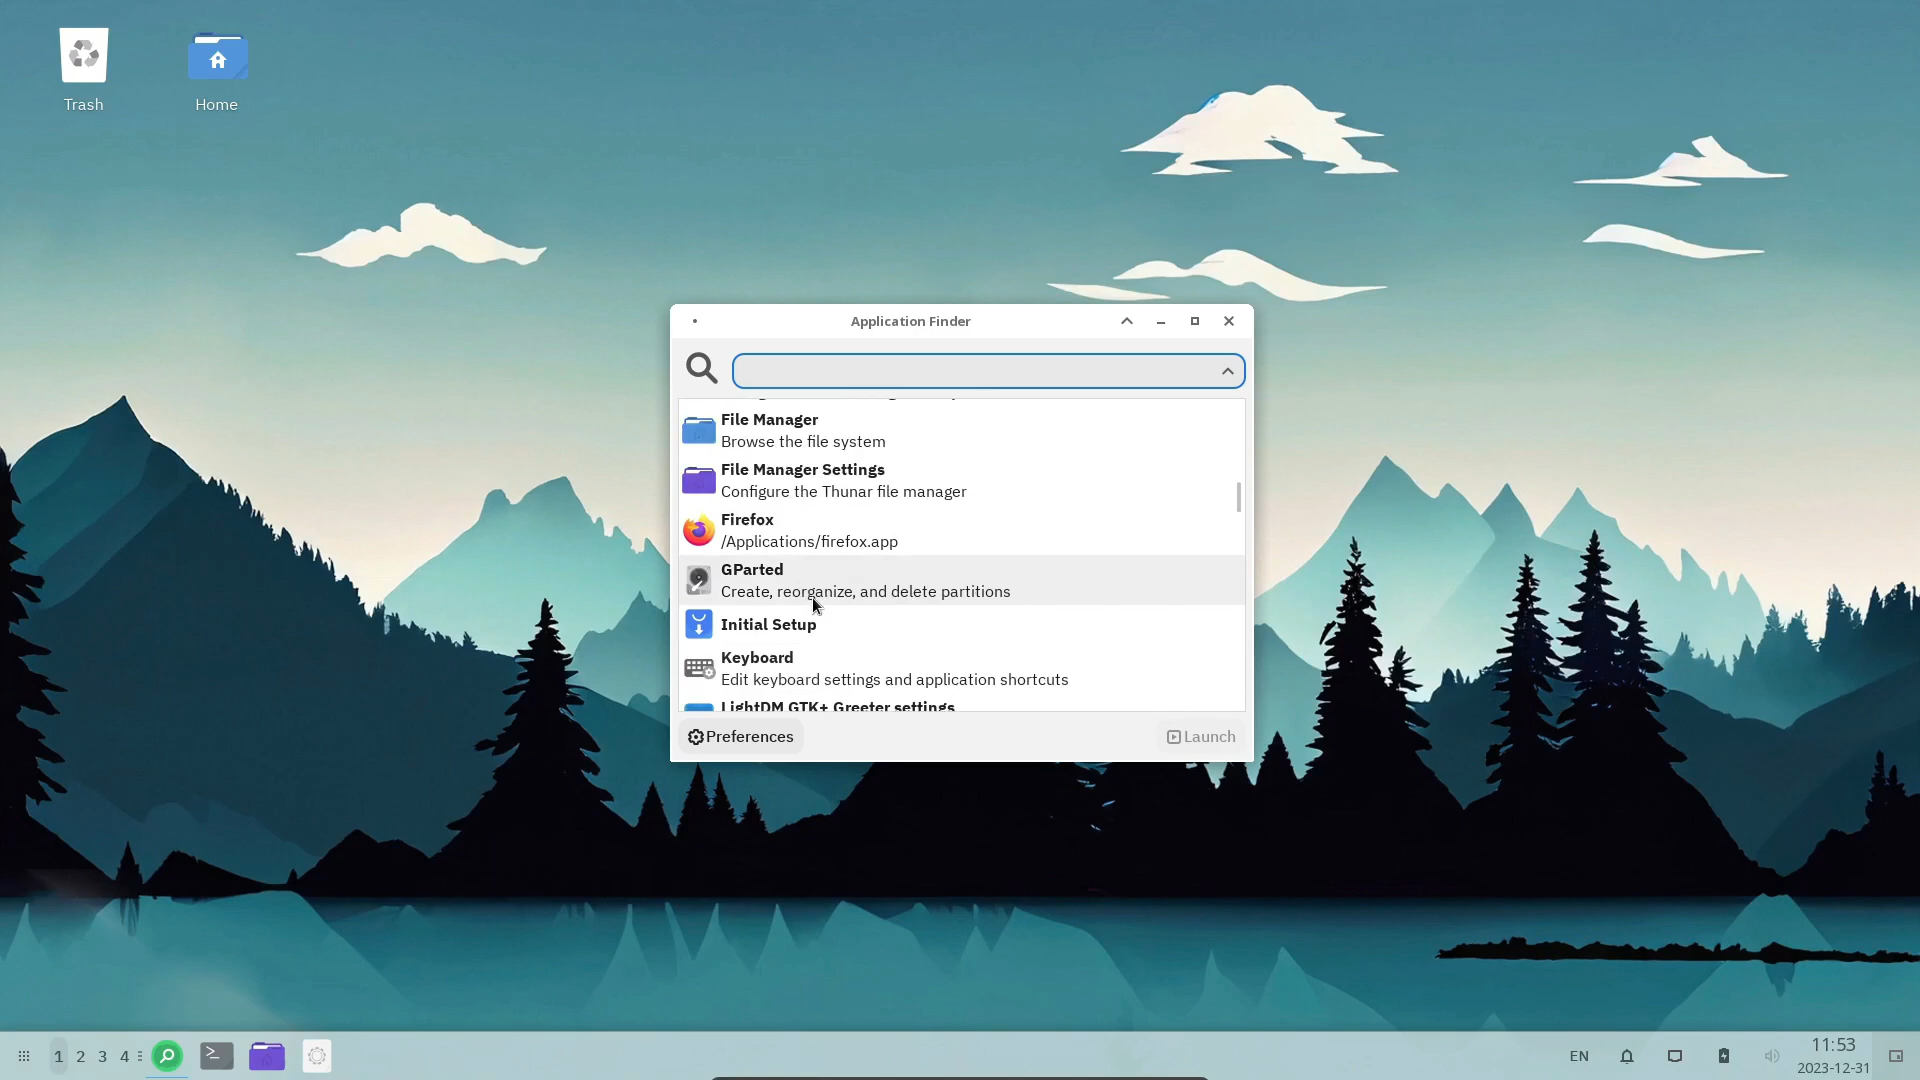 Trash
Home
Application Finder
File Manager
Browse the file system
File Manager Settings
Configure the Thunar file manager
Firefox
/Applications/firefox.app
GParted
Create, reorganize, and delete partitions
Initial Setup
Keyboard
Edit keyboard settings and application shortcuts
LightDM GTK+ Greeter settings
Preferences
Launch
1 2 3 4
EN
11:53
2023-12-31